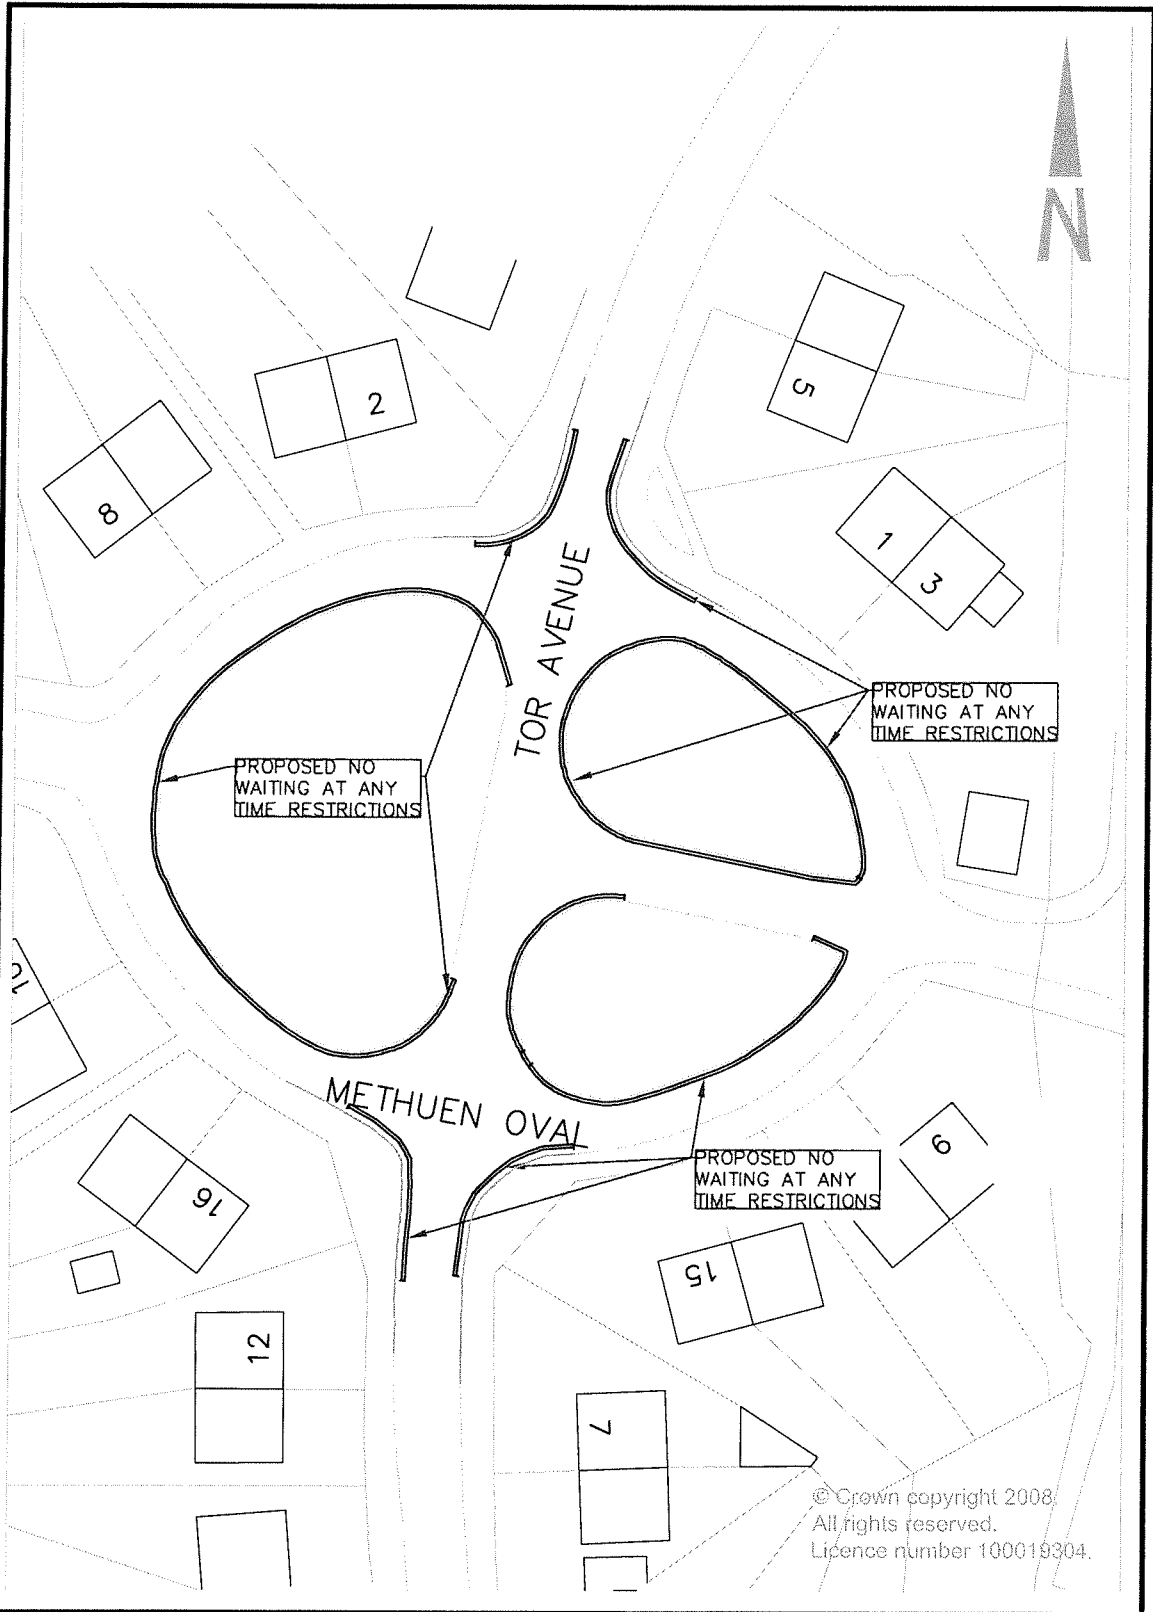 N
5
2
8
1
3
TOR AVENUE
PROPOSED NO
WAITING AT ANY
TIME RESTRICTIONS
PROPOSED NO
WAITING AT ANY
TIME RESTRICTIONS
10
METHUEN OVAL
PROPOSED NO
WAITING AT ANY
TIME RESTRICTIONS
9
16
15
12
7
© Crown copyright 2008.
All rights reserved.
Licence number 100019304.